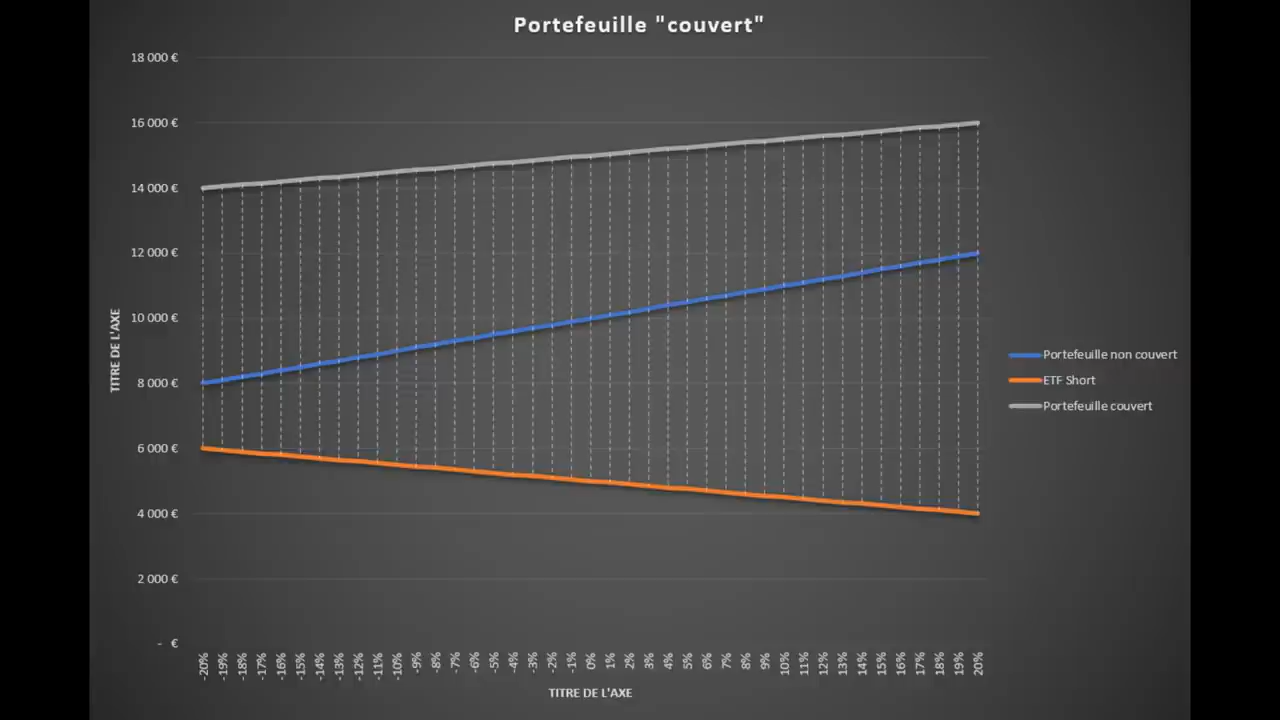 Portefeuille "couvert"
18 000 €
16 000 €
14 000 €
12 000 €
10 000 €
8 000 €
6 000 €
4 000 €
2 000 €
- €
TITRE DE L'AXE
-20% -19% -18% -17% -16% -15% -14% -13% -12% -11% -10% -9% -8% -7% -6% -5% -4% -3% -2% -1% 0% 1% 2% 3% 4% 5% 6% 7% 8% 9% 10% 11% 12% 13% 14% 15% 16% 17% 18% 19% 20%
TITRE DE L'AXE
Portefeuille non couvert
ETF Short
Portefeuille couvert